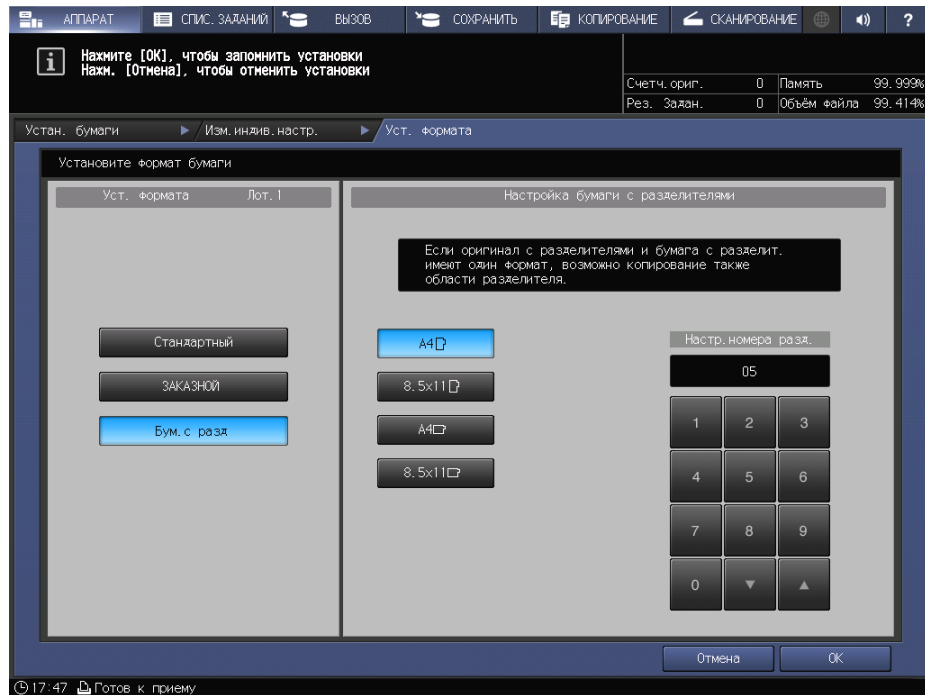 АППАРАТ
СПИС. ЗАДАНИЙ
ВЫЗОВ
СОХРАНИТЬ
КОПИРОВАНИЕ
СКАНИРОВАНИЕ
?
Нажмите [OK], чтобы запомнить установки
Нажм. [Отмена], чтобы отменить установки
Счетч.ориг. 0 Память 99.999%
Рез. Задан. 0 Объём файла 99.414%
Устан. бумаги
Изм.индив.настр.
Уст. формата
Установите формат бумаги
Уст. формата Лот.1
Стандартный
ЗАКАЗНОЙ
Бум.с разд
Настройка бумаги с разделителями
Если оригинал с разделителями и бумага с разделит.
имеют один формат, возможно копирование также
области разделителя.
A4
8.5x11
A4
8.5x11
Настр.номера разд.
05
1 2 3
4 5 6
7 8 9
0 ▼ ▲
Отмена
OK
17:47 Готов к приему